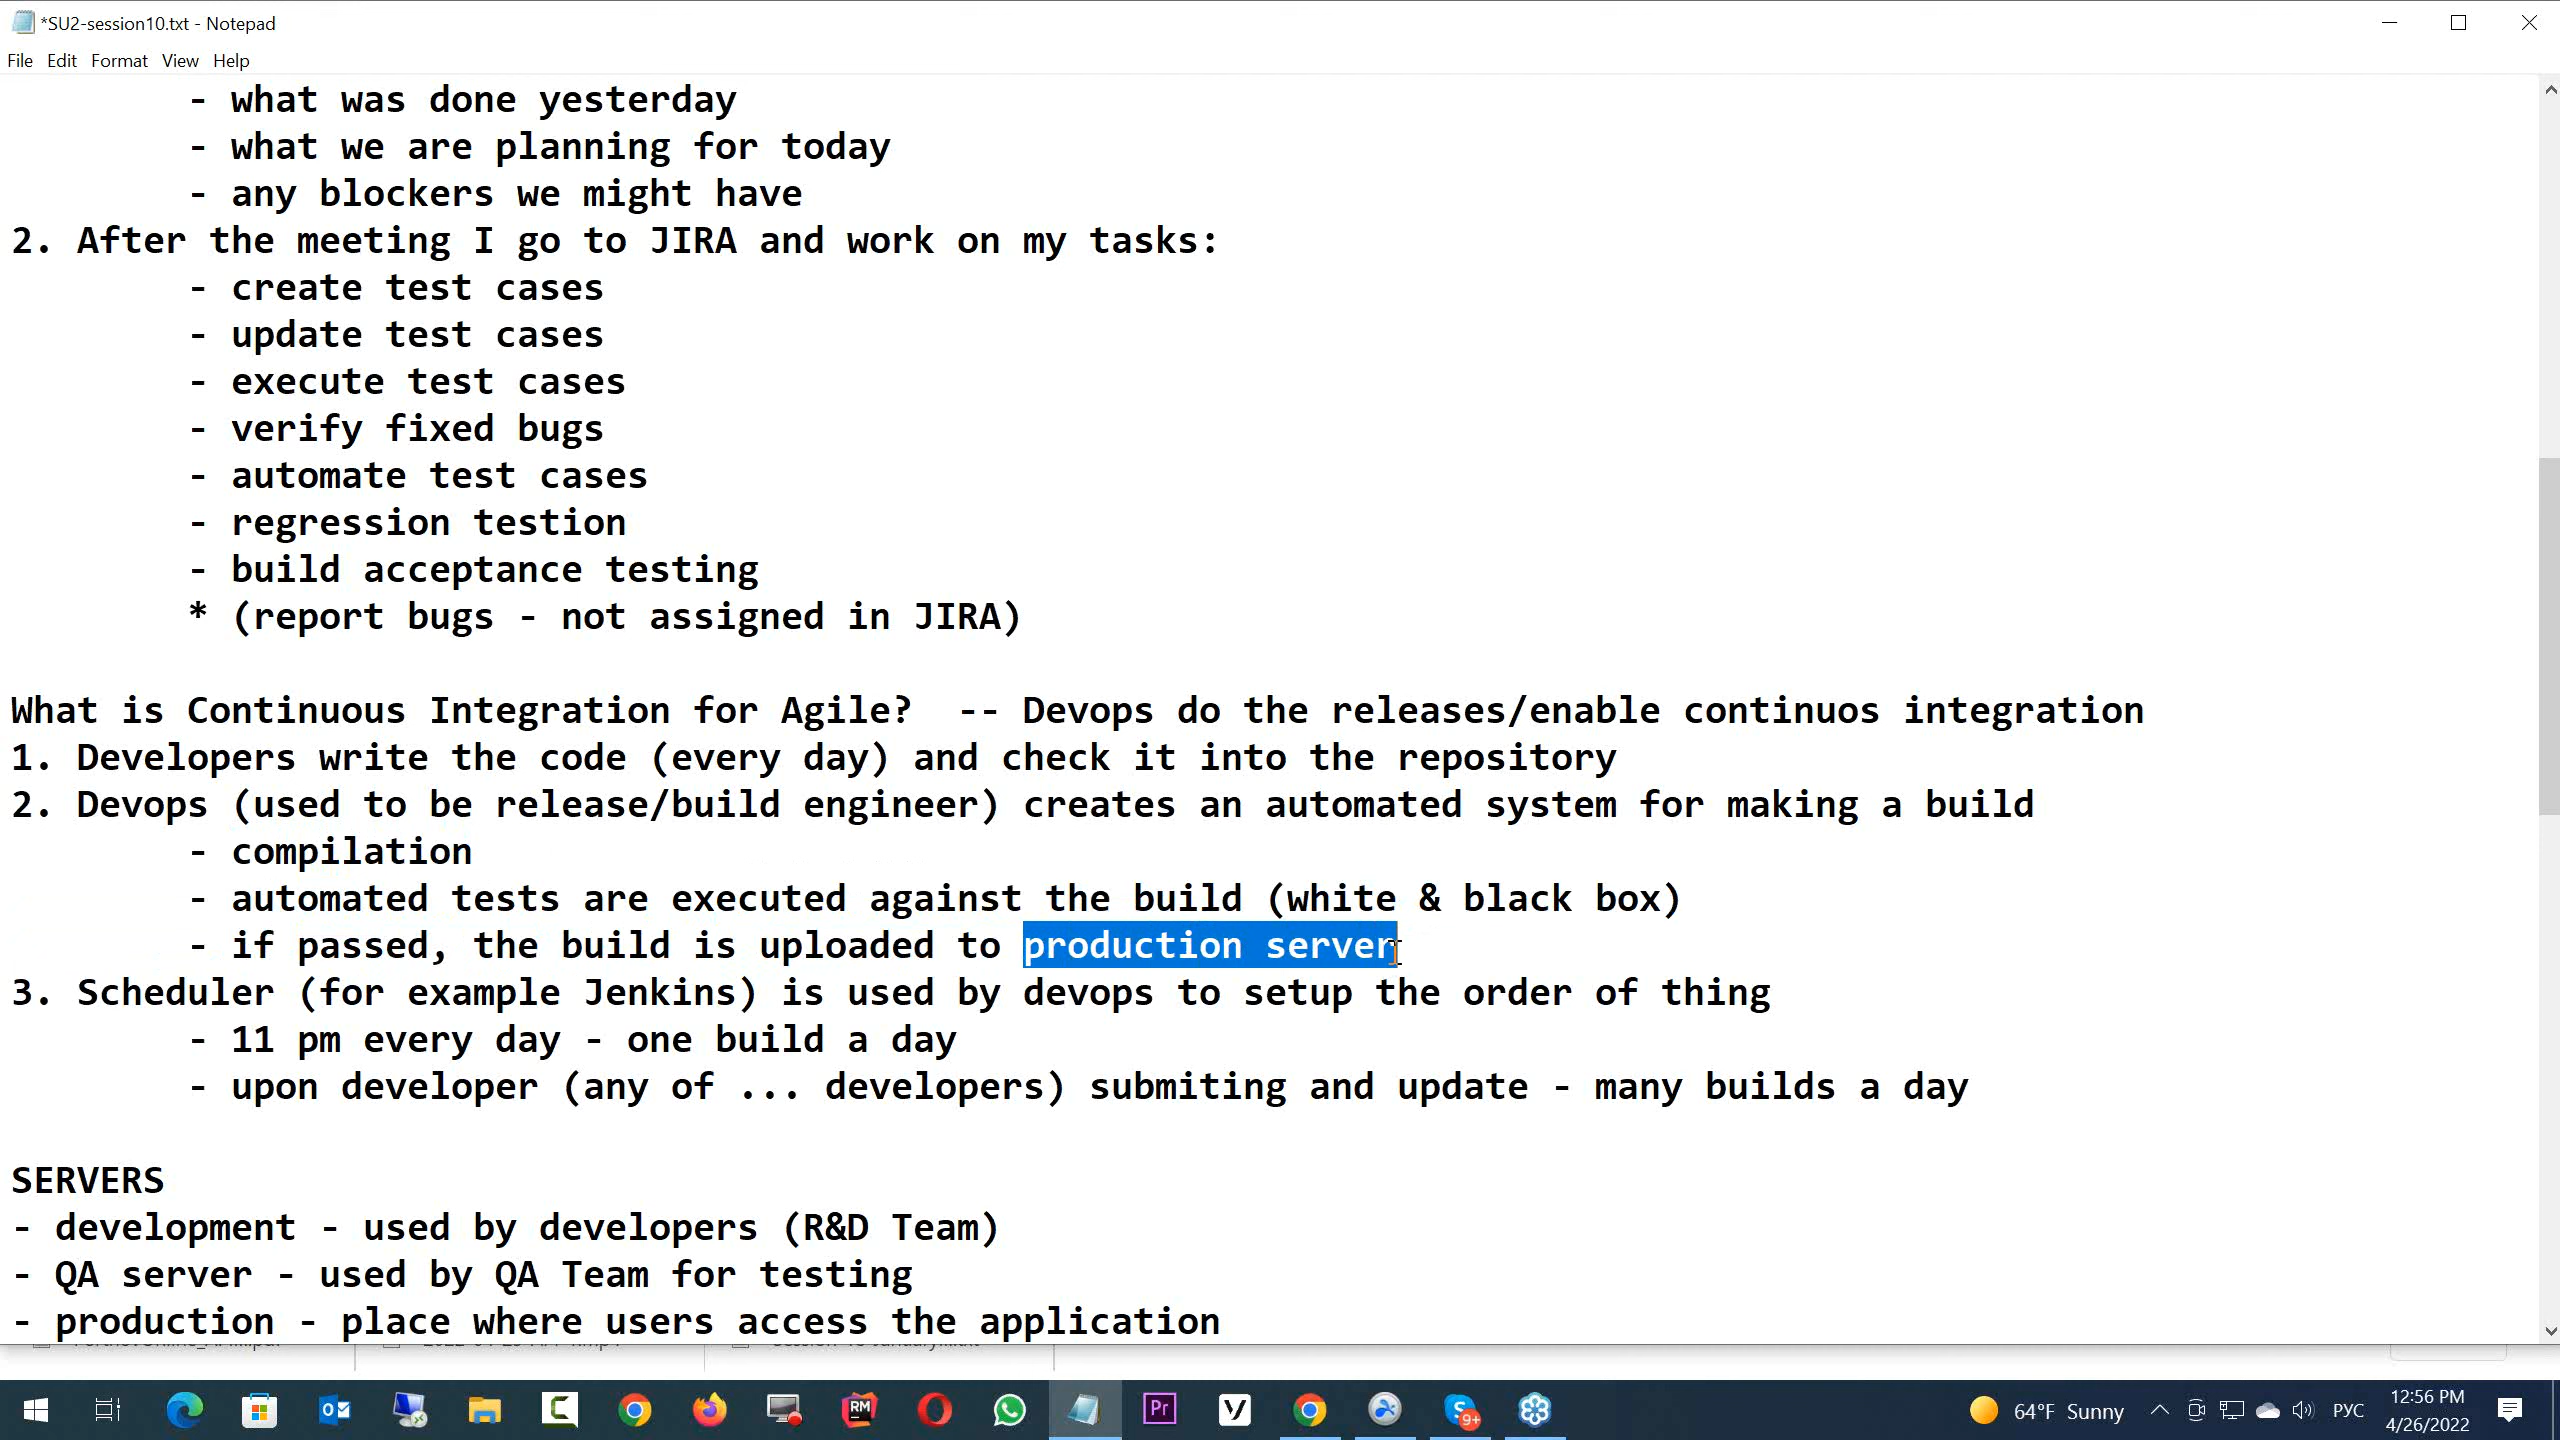 *SU2-session10.txt - Notepad
File Edit Format View Help
- what was done yesterday
- what we are planning for today
- any blockers we might have
2. After the meeting I go to JIRA and work on my tasks:
- create test cases
- update test cases
- execute test cases
- verify fixed bugs
- automate test cases
- regression testion
- build acceptance testing
* (report bugs - not assigned in JIRA)
What is Continuous Integration for Agile?  -- Devops do the releases/enable continuos integration
1. Developers write the code (every day) and check it into the repository
2. Devops (used to be release/build engineer) creates an automated system for making a build
- compilation
- automated tests are executed against the build (white & black box)
- if passed, the build is uploaded to production server
3. Scheduler (for example Jenkins) is used by devops to setup the order of thing
- 11 pm every day - one build a day
- upon developer (any of ... developers) submiting and update - many builds a day
SERVERS
- development - used by developers (R&D Team)
- QA server - used by QA Team for testing
- production - place where users access the application
64°F Sunny
РУС
12:56 PM
4/26/2022
RM
Pr
9+